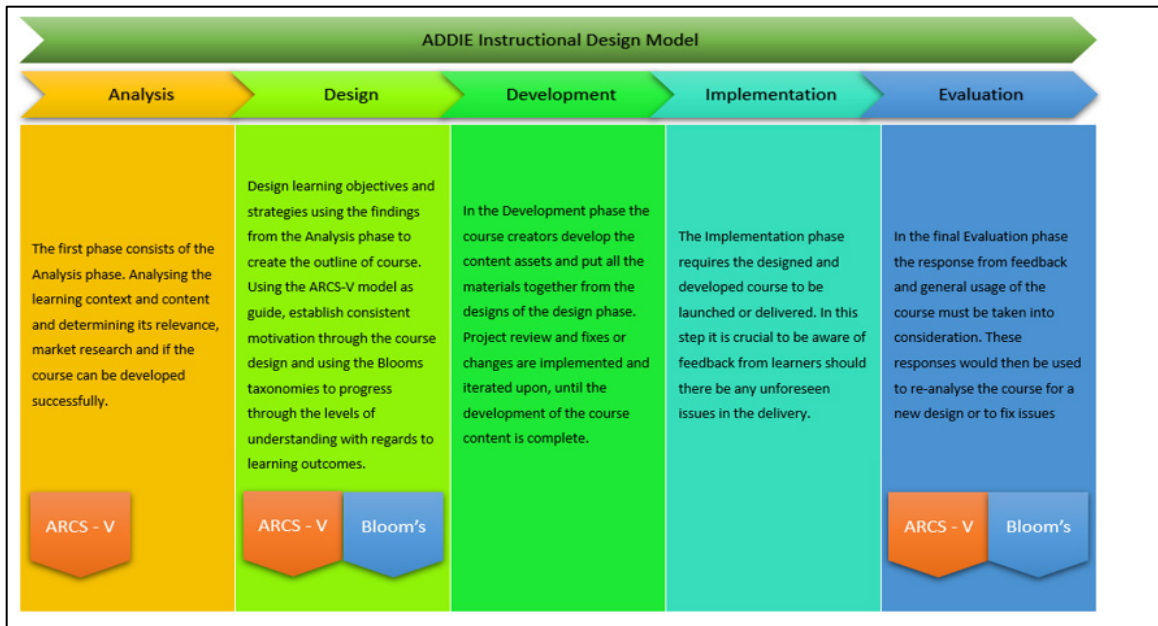 ADDIE Instructional Design Model
Analysis
Design
Development
Implementation
Evaluation
The first phase consists of the
Analysis phase. Analysing the
learning context and content
and determining its relevance,
market research and if the
course can be developed
successfully.
Design learning objectives and
strategies using the findings
from the Analysis phase to
create the outline of course.
Using the ARCS-V model as
guide, establish consistent
motivation through the course
design and using the Blooms
taxonomies to progress
through the levels of
understanding with regards to
learning outcomes.
In the Development phase the
course creators develop the
content assets and put all the
materials together from the
designs of the design phase.
Project review and fixes or
changes are implemented and
iterated upon, until the
development of the course
content is complete.
The Implementation phase
requires the designed and
developed course to be
launched or delivered. In this
step it is crucial to be aware of
feedback from learners should
there be any unforeseen
issues in the delivery.
In the final Evaluation phase
the response from feedback
and general usage of the
course must be taken into
consideration. These
responses would then be used
to re-analyse the course for a
new design or to fix issues
ARCS - V
ARCS - V
Bloom's
ARCS - V
Bloom's